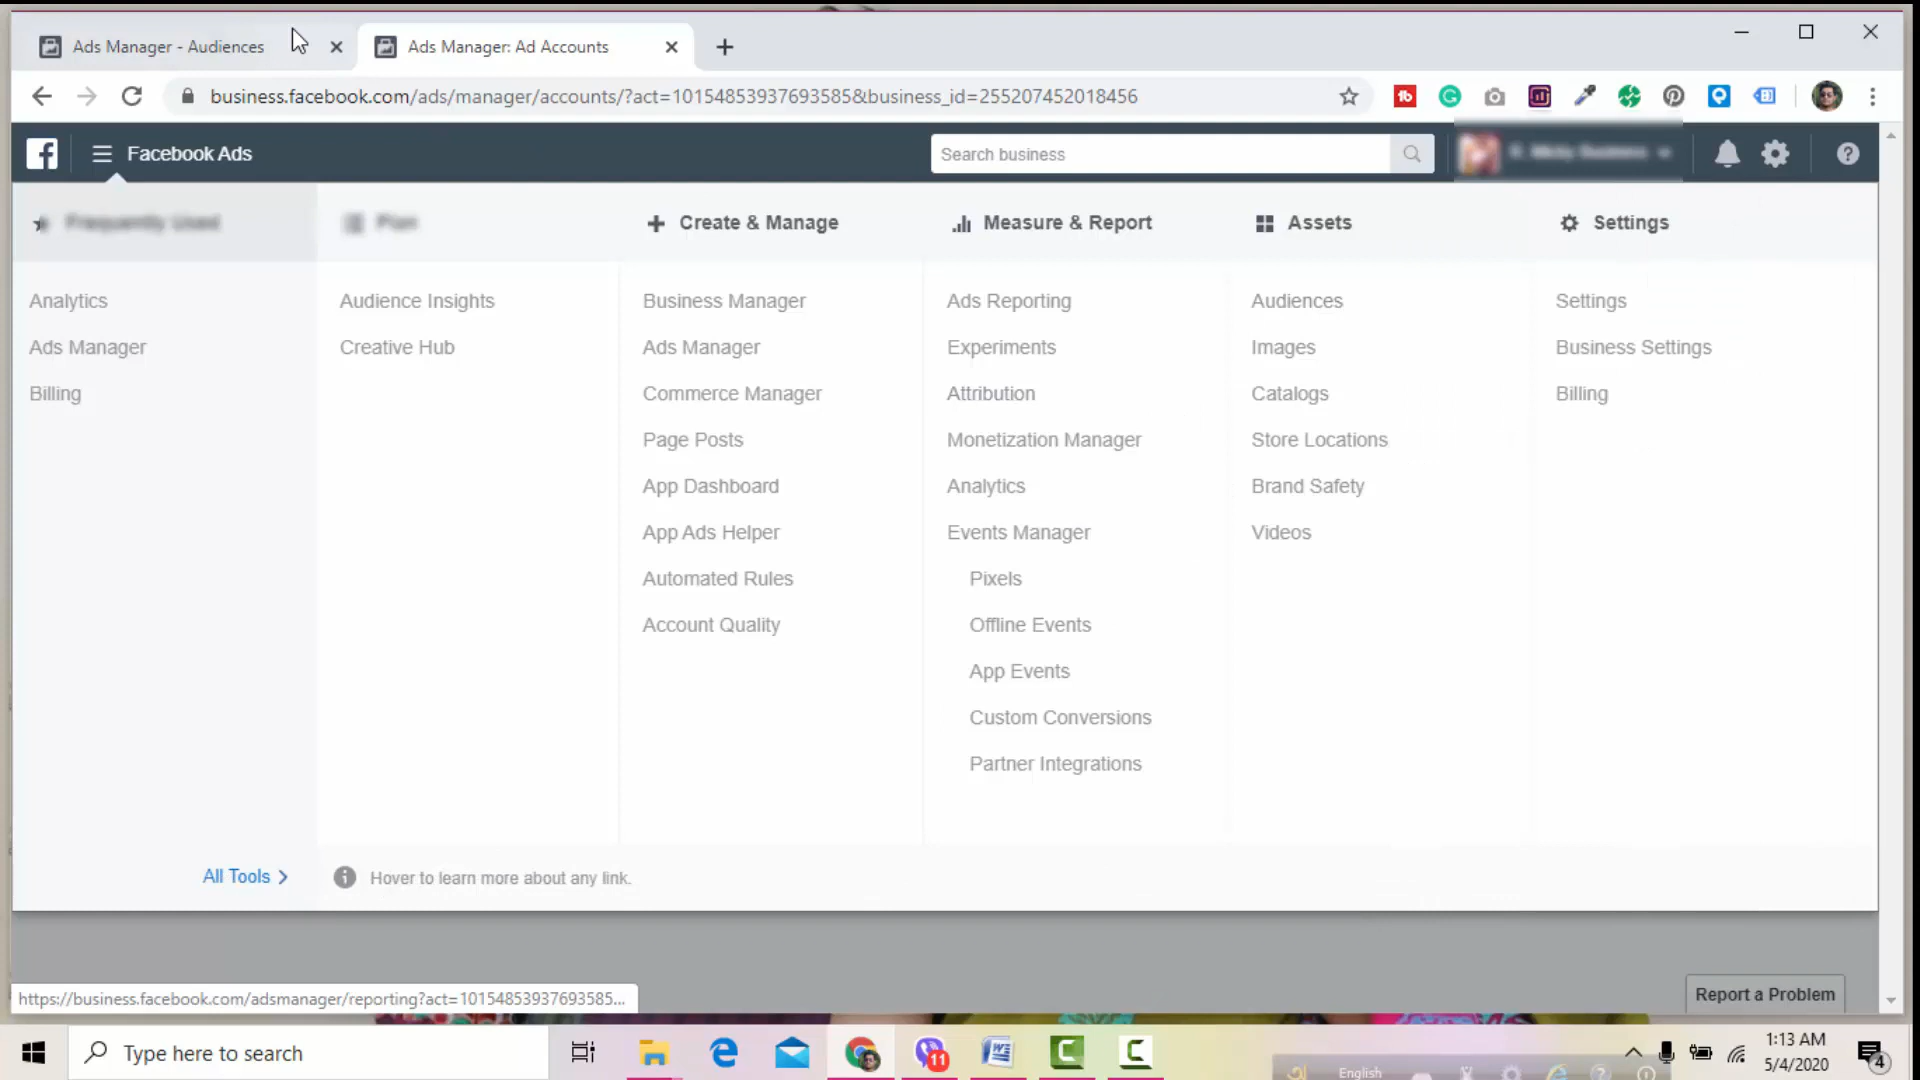 Ads Manager - Audiences
Ads Manager: Ad Accounts
business.facebook.com/ads/manager/accounts/?act=10154853937693585&business_id=255207452018456
Facebook Ads
Search business
Frequently Used
Plan
Create & Manage
Measure & Report
Assets
Settings
Analytics
Ads Manager
Billing
Audience Insights
Creative Hub
Business Manager
Ads Manager
Commerce Manager
Page Posts
App Dashboard
App Ads Helper
Automated Rules
Account Quality
Ads Reporting
Experiments
Attribution
Monetization Manager
Analytics
Events Manager
Pixels
Offline Events
App Events
Custom Conversions
Partner Integrations
Audiences
Images
Catalogs
Store Locations
Brand Safety
Videos
Settings
Business Settings
Billing
All Tools
Hover to learn more about any link.
https://business.facebook.com/adsmanager/reporting?act=10154853937693585...
Report a Problem
Type here to search
11
English
1:13 AM
5/4/2020
4